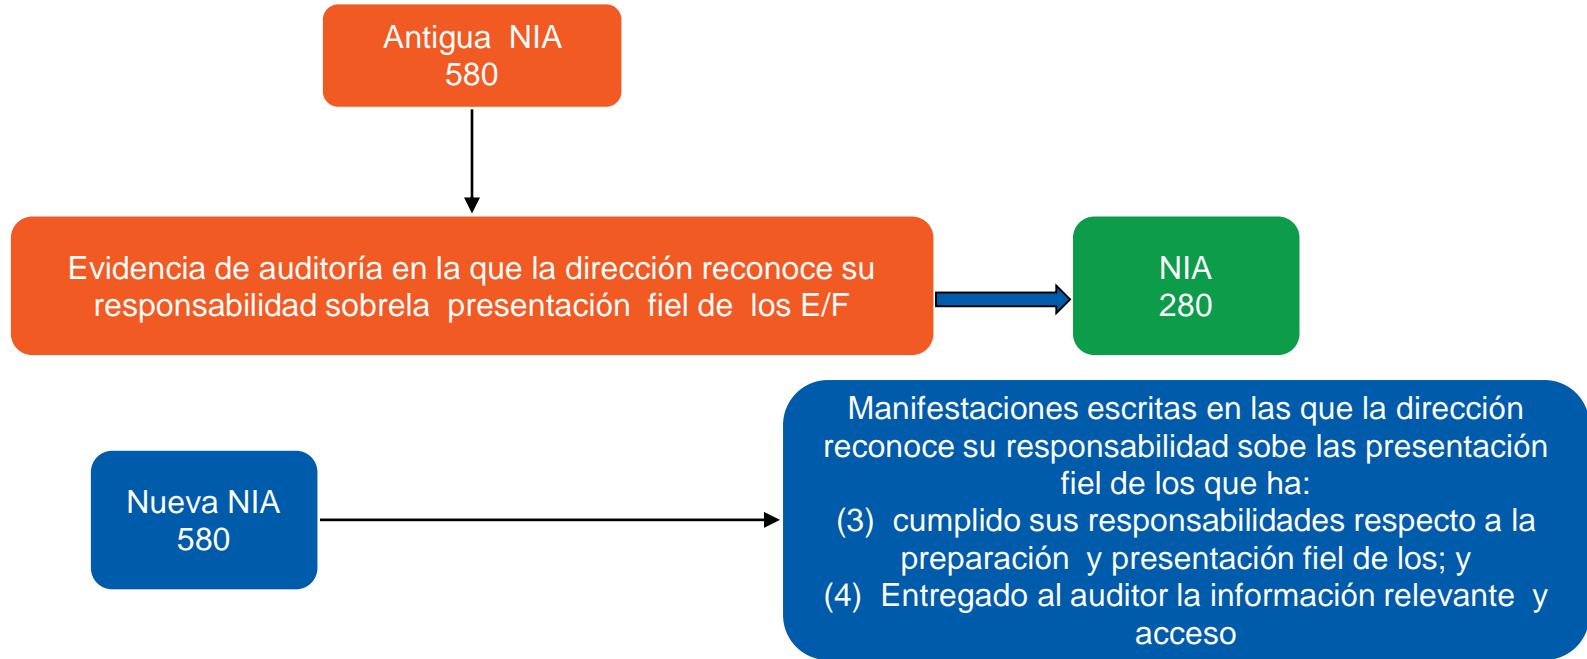 Antigua NIA
580
Evidencia de auditoría en la que la dirección reconoce su
responsabilidad sobrela presentación fiel de los E/F
NIA
280
Nueva NIA
580
Manifestaciones escritas en las que la dirección
reconoce su responsabilidad sobe las presentación
fiel de los que ha:
(3) cumplido sus responsabilidades respecto a la
preparación y presentación fiel de los; y
(4) Entregado al auditor la información relevante y
acceso